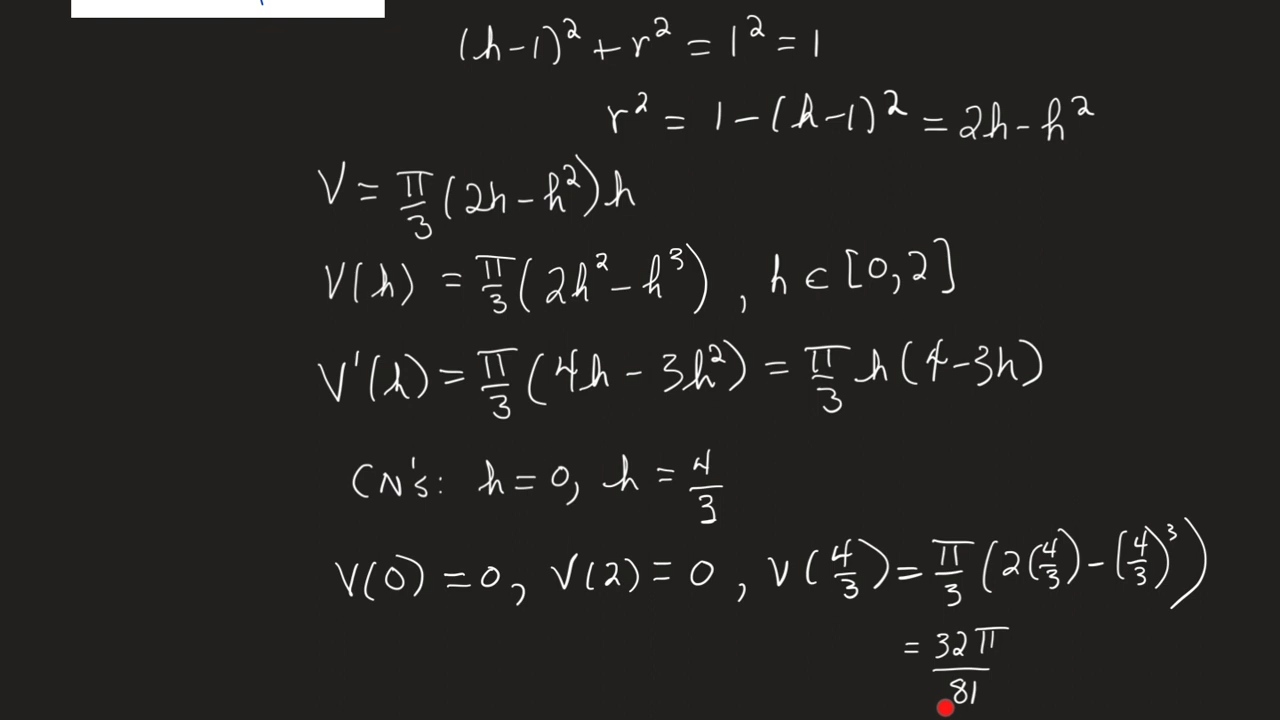 (h-1)² + r² = 1² = 1
r² = 1 - (h-1)² = 2h - h²
V = π/3 (2h - h²)h
V(h) = π/3 (2h² - h³), h ∈ [0,2]
V'(h) = π/3 (4h - 3h²) = π/3 h(4-3h)
CN's: h = 0, h = 4/3
V(0) = 0, V(2) = 0, V(4/3) = π/3 (2(4/3) - (4/3)³)
= 32π/81